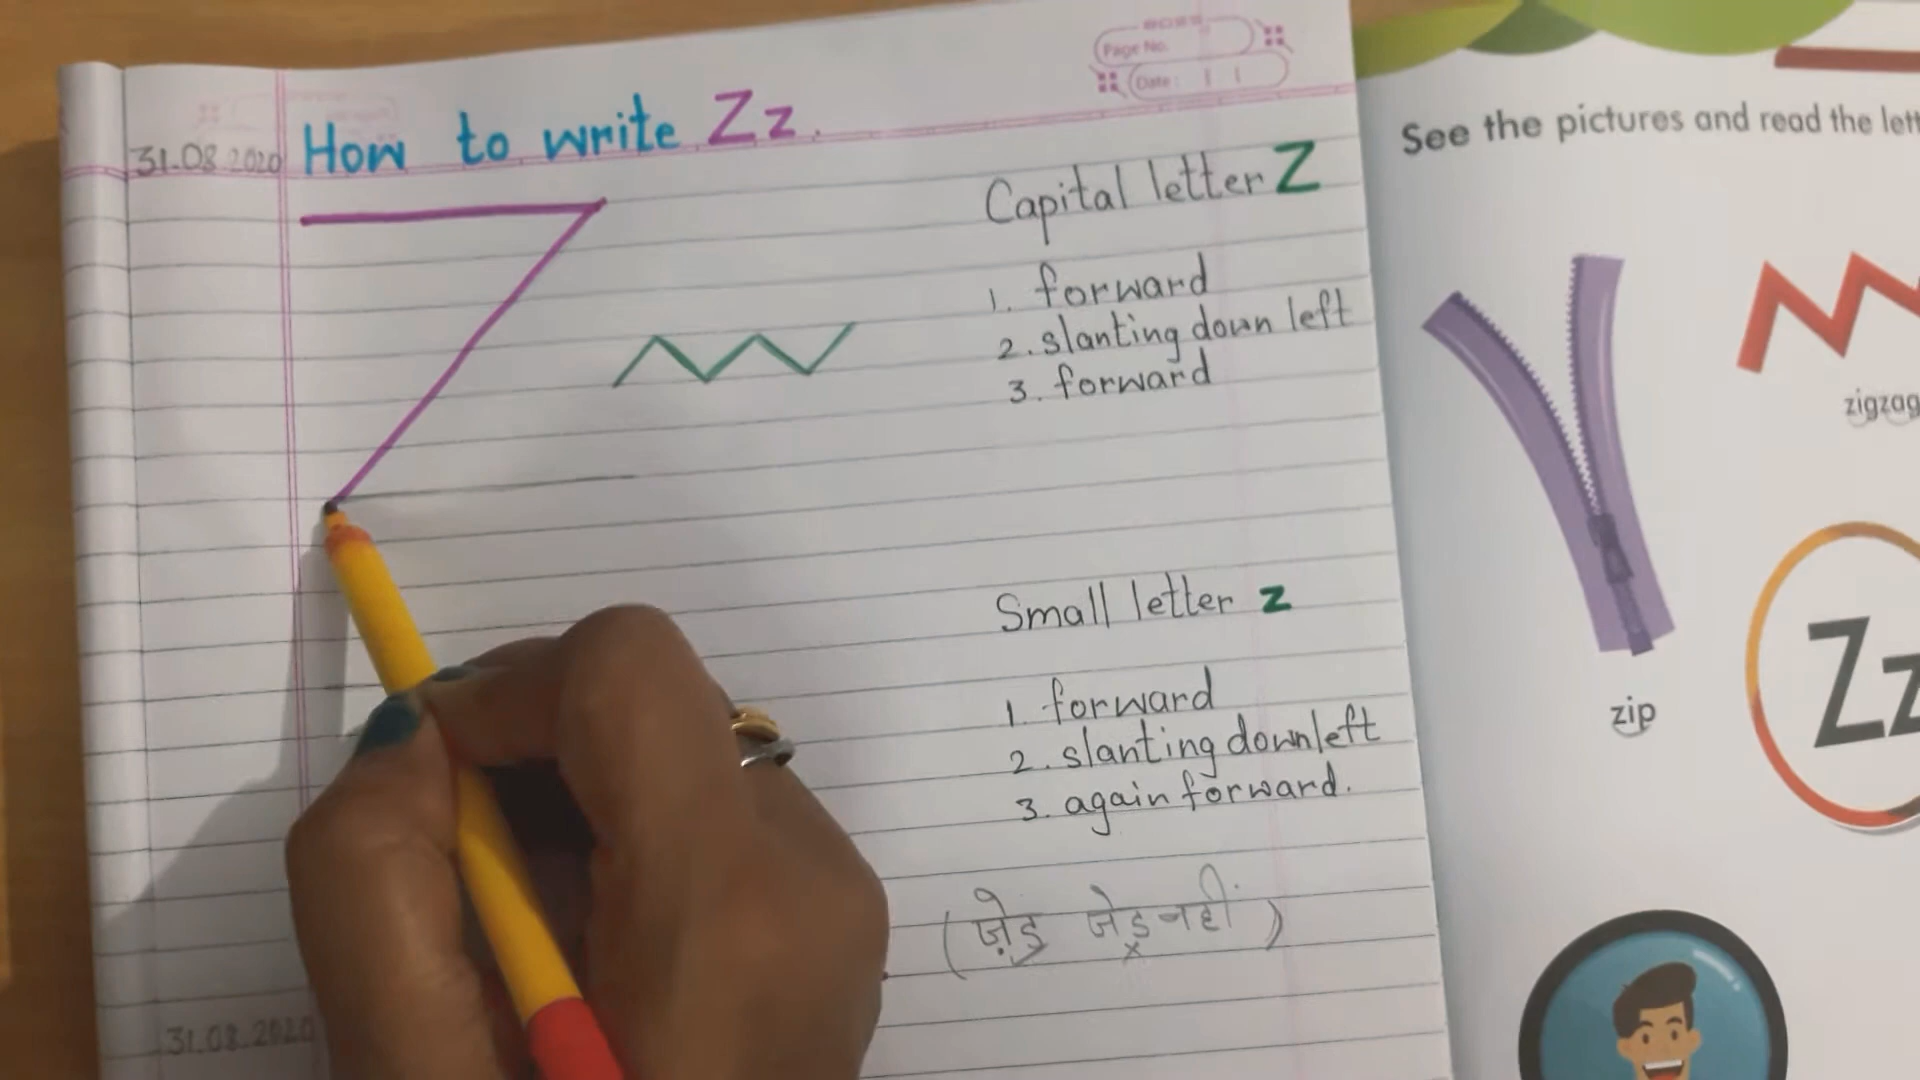 Page No.
Date :
31.08.2020
How to write Zz.
Capital letter Z
1. forward
2. slanting down left
3. forward
Small letter z
1. forward
2. slanting down left
3. again forward.
(ज़ेड जेड नहीं)
31.08.2020
See the pictures and read the
zigzag
zip
Zz